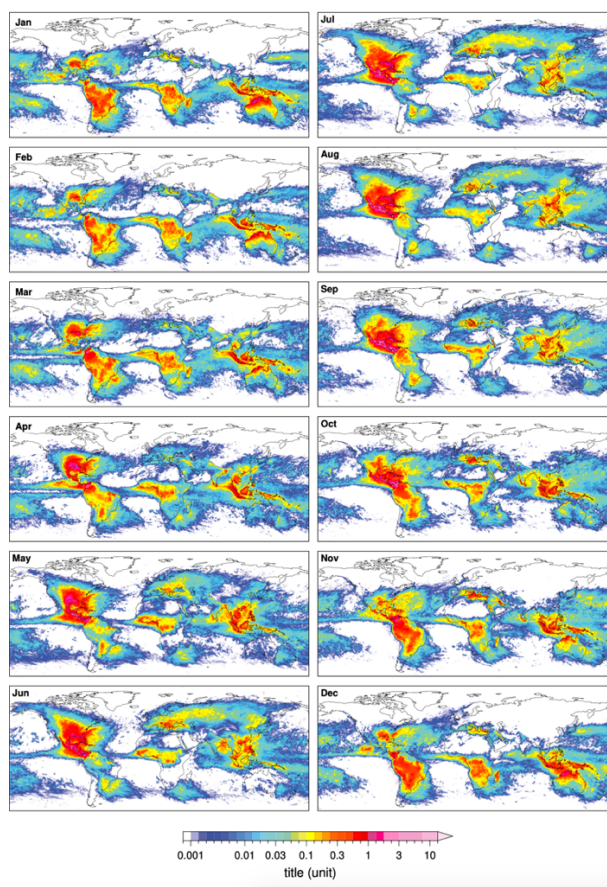 Jan
Jul
Feb
Aug
Mar
Sep
Apr
Oct
May
Nov
Jun
Dec
0.001 0.01 0.03 0.1 0.3 1 3 10
title (unit)